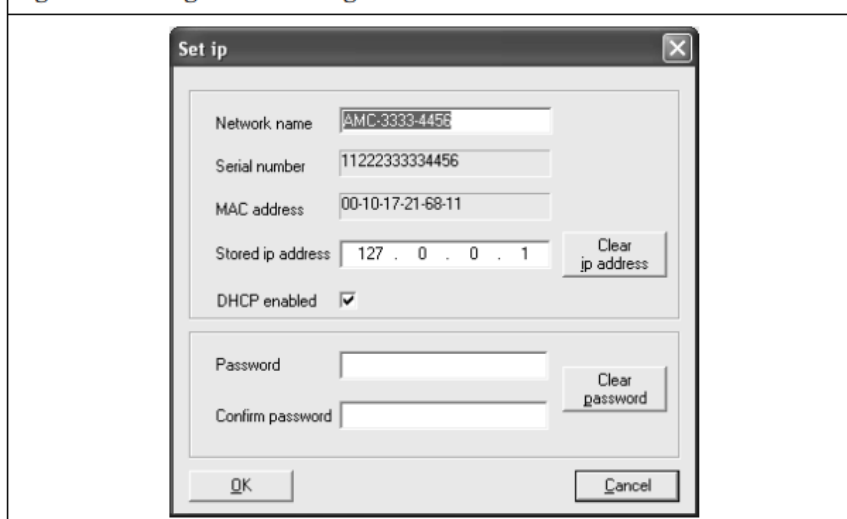 Set ip
Network name AMC-3333-4456
Serial number 11222333334456
MAC address 00-10-17-21-68-11
Stored ip address 127 . 0 . 0 . 1 Clear
ip address
DHCP enabled
Password
Clear
password
Confirm password
OK Cancel